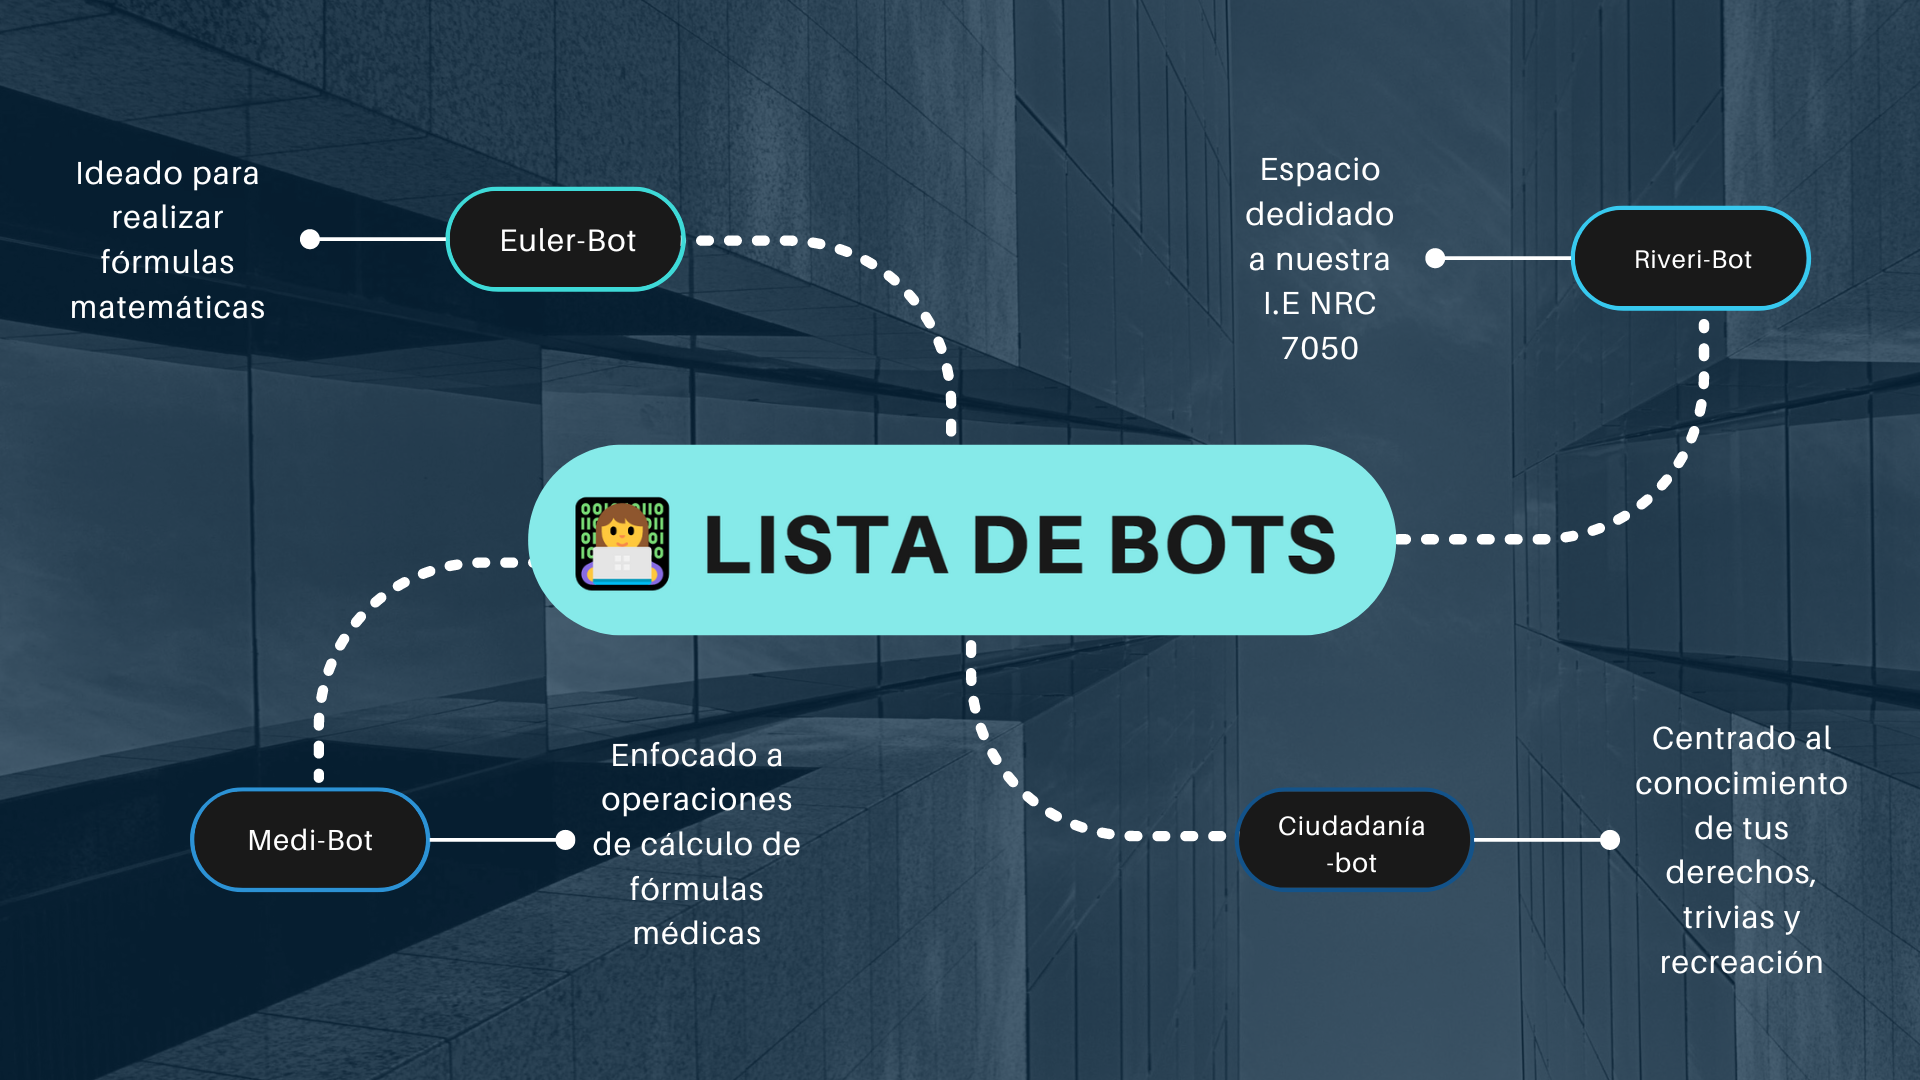 Ideado para
realizar
fórmulas
matemáticas
Euler-Bot
Espacio
dedidado
a nuestra
I.E NRC
7050
Riveri-Bot
LISTA DE BOTS
Medi-Bot
Enfocado a
operaciones
de cálculo de
fórmulas
médicas
Ciudadanía
-bot
Centrado al
conocimiento
de tus
derechos,
trivias y
recreación